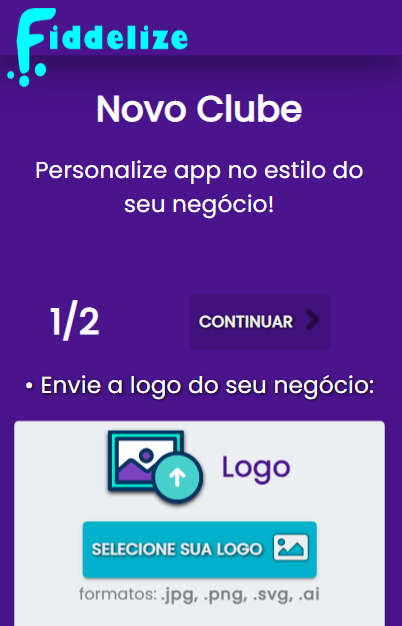 Fiddelize
Novo Clube
Personalize app no estilo do
seu negócio!
1/2
CONTINUAR
• Envie a logo do seu negócio:
Logo
SELECIONE SUA LOGO
formatos: .jpg, .png, .svg, .ai